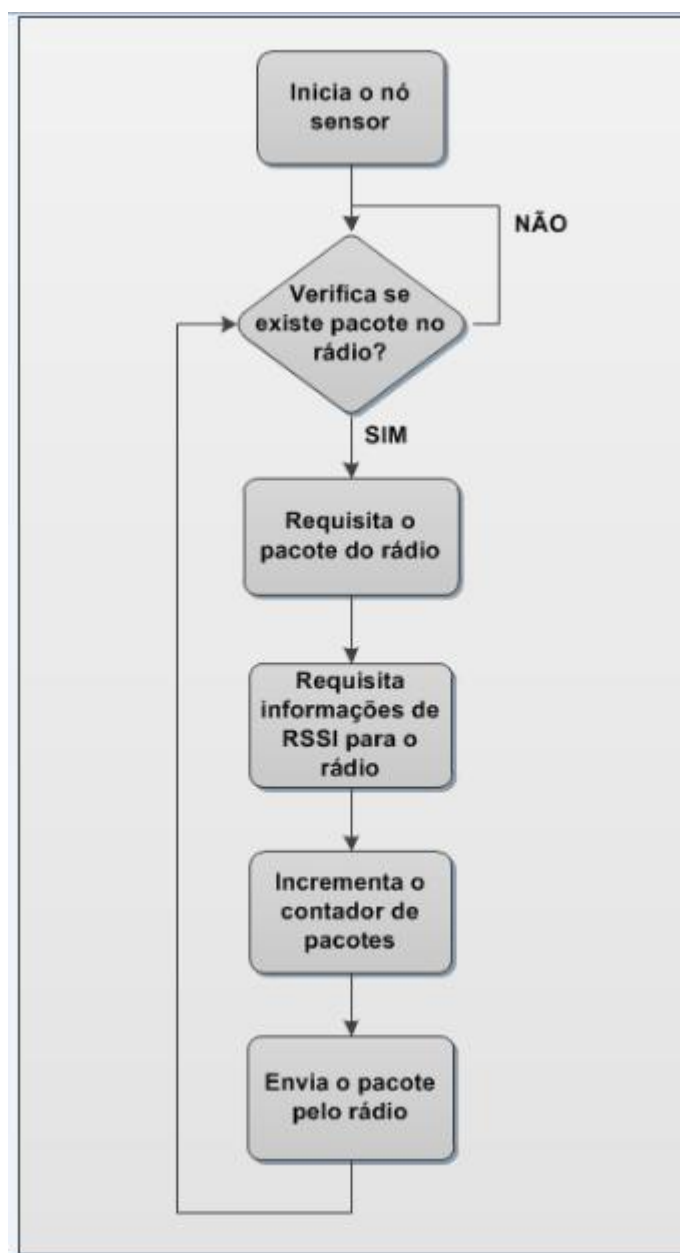 Inicia o nó
sensor
NÃO
Verifica se
existe pacote no
rádio?
SIM
Requisita o
pacote do rádio
Requisita
informações de
RSSI para o
rádio
Incrementa o
contador de
pacotes
Envia o pacote
pelo rádio